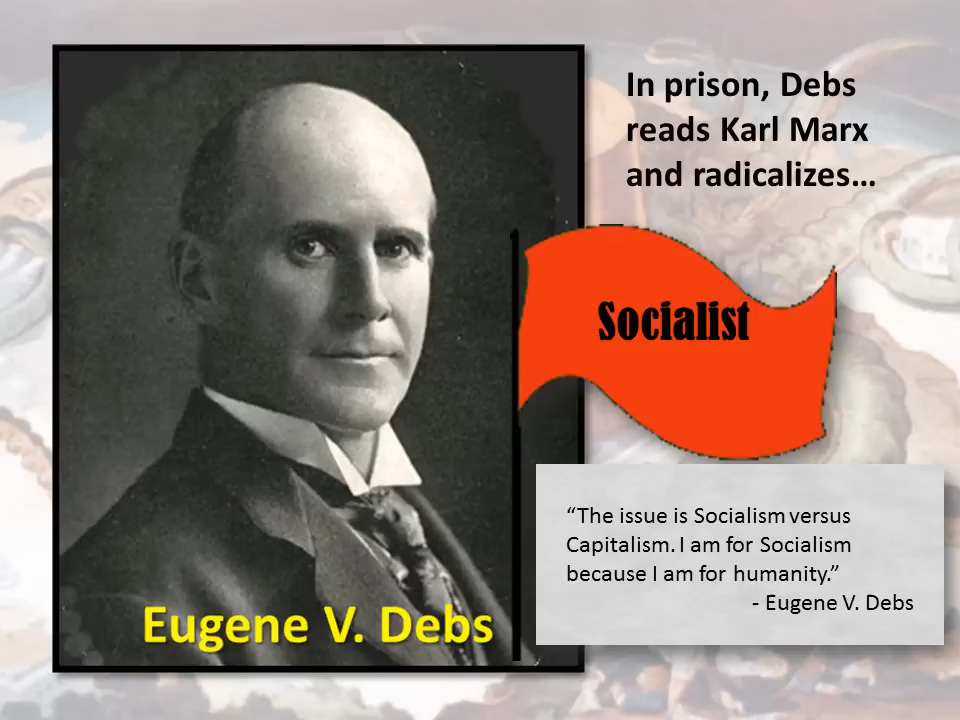 In prison, Debs
reads Karl Marx
and radicalizes…
Socialist
“The issue is Socialism versus
Capitalism. I am for Socialism
because I am for humanity.”
- Eugene V. Debs
Eugene V. Debs